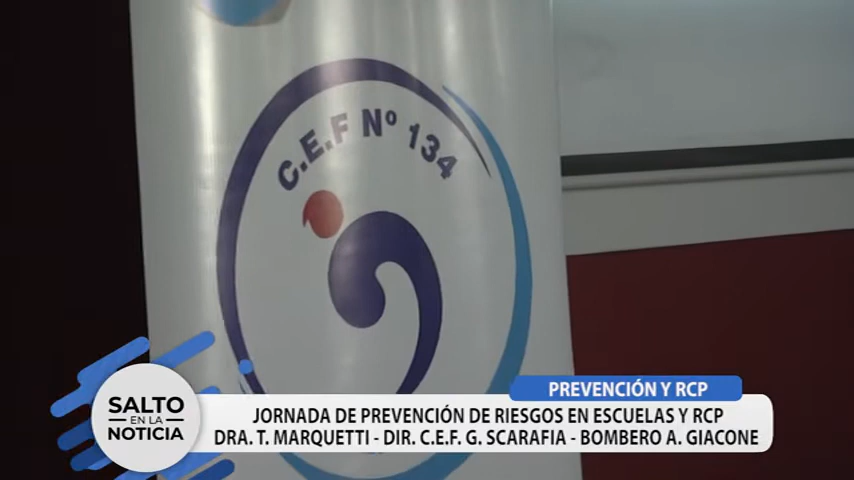 C.E.F Nº 134
PREVENCIÓN Y RCP
JORNADA DE PREVENCIÓN DE RIESGOS EN ESCUELAS Y RCP
DRA. T. MARQUETTI - DIR. C.E.F. G. SCARAFIA - BOMBERO A. GIACONE
SALTO
EN LA
NOTICIA